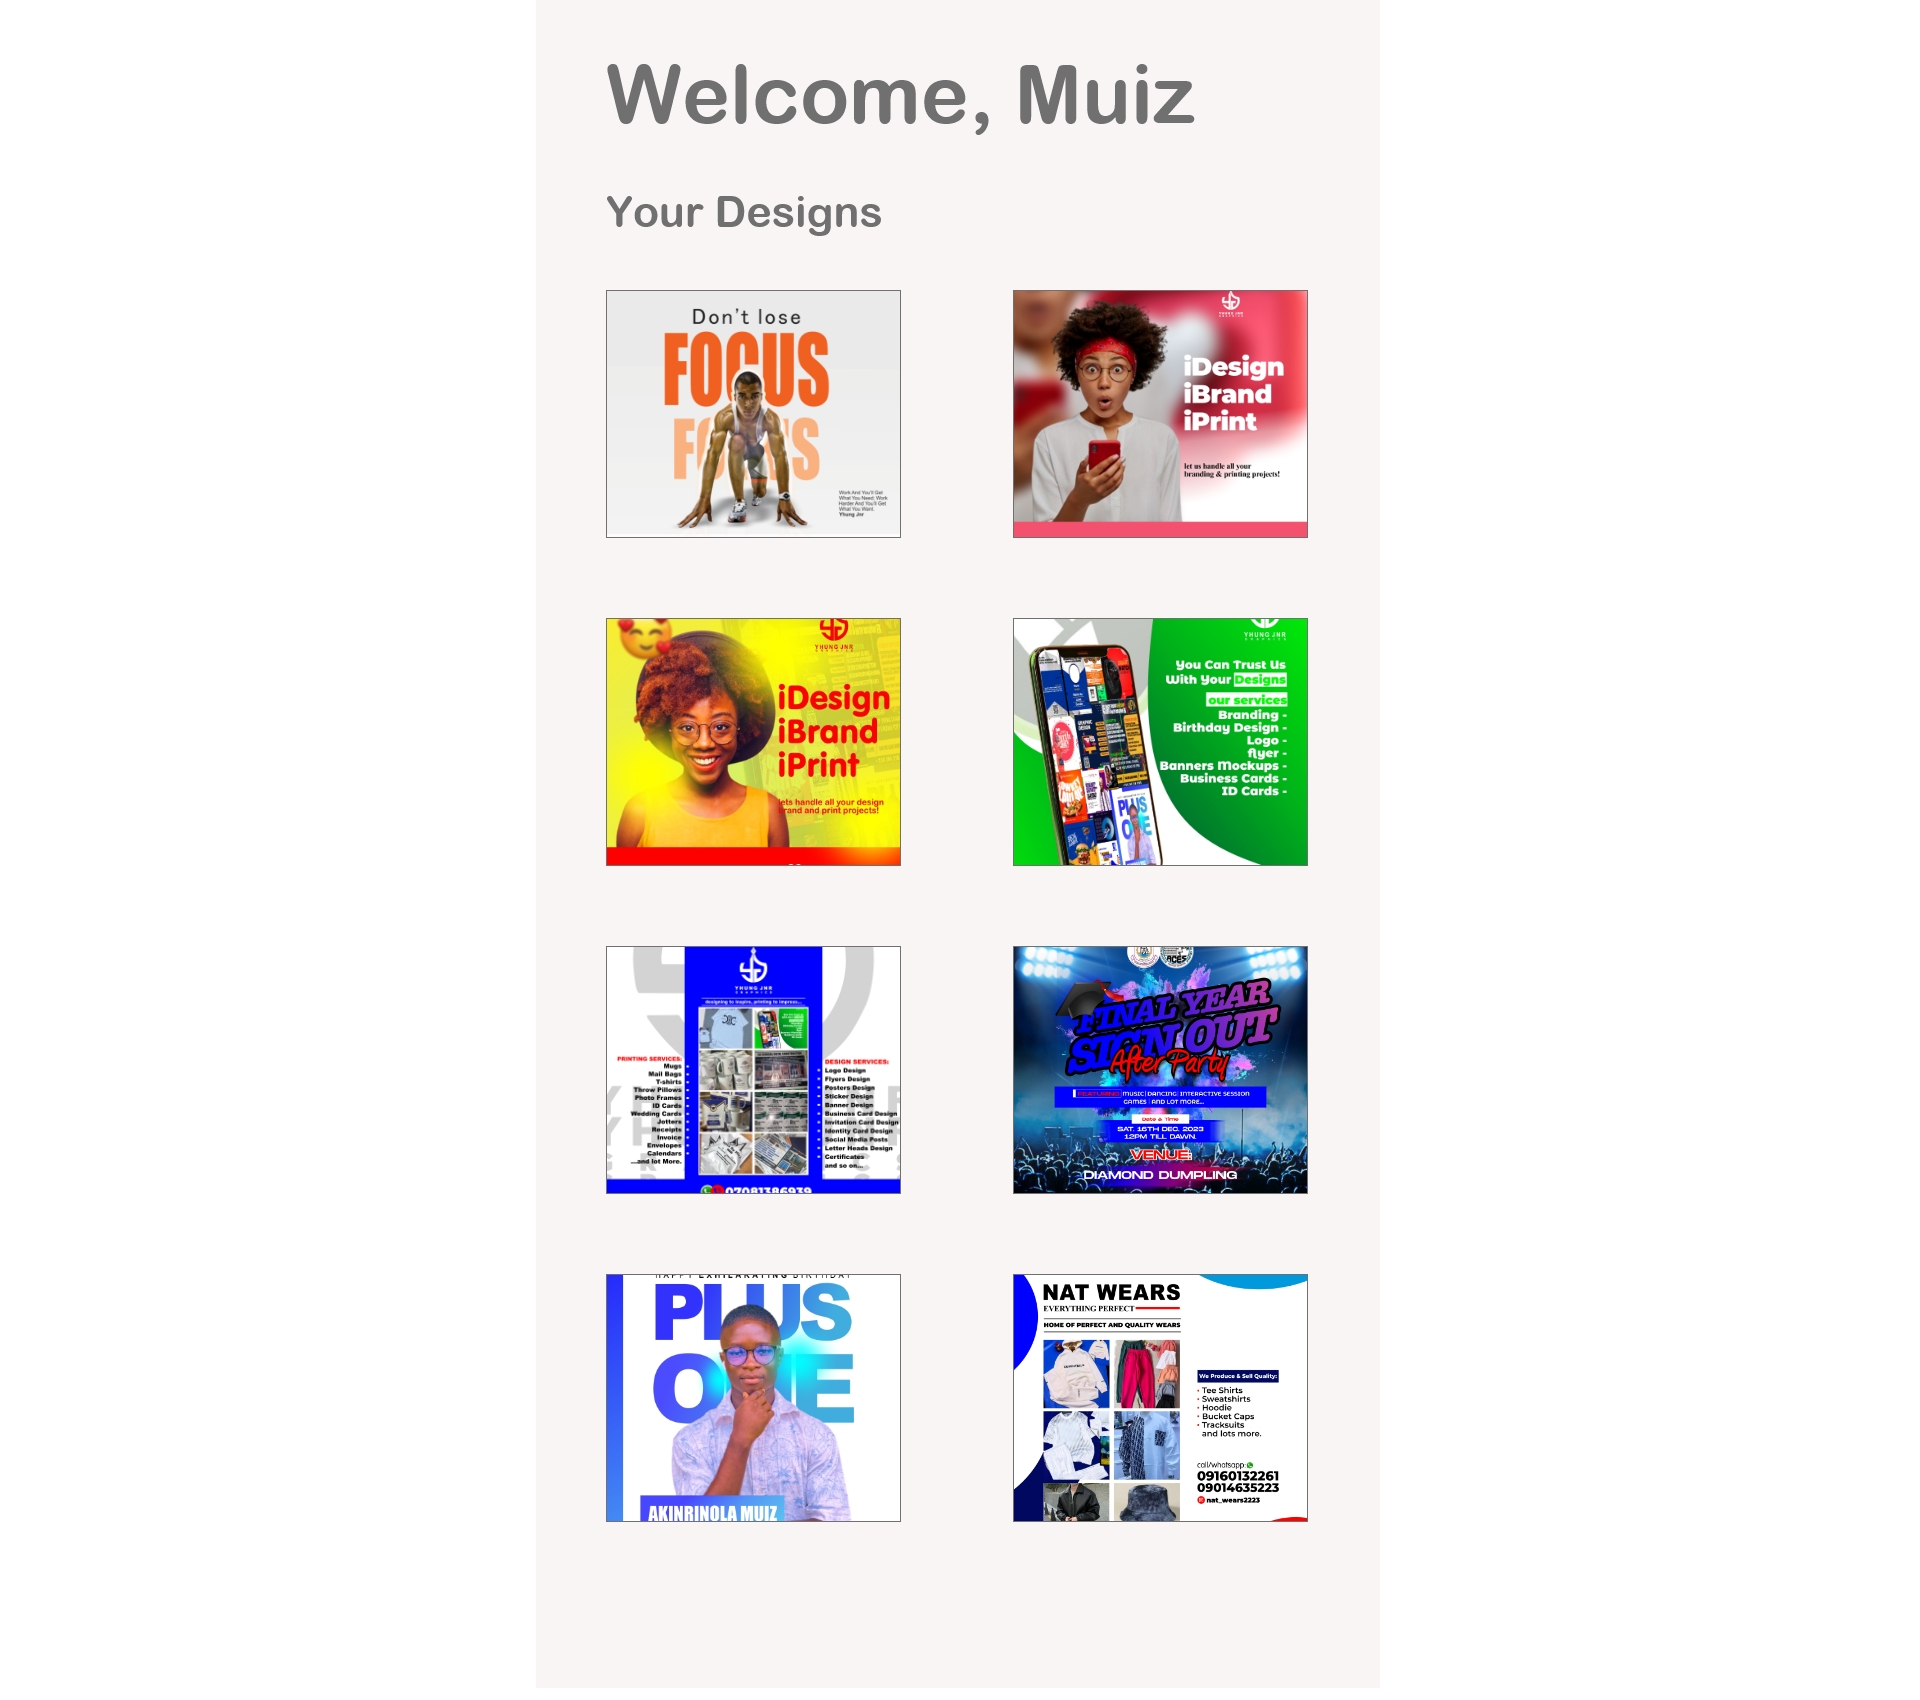 Welcome, Muiz
Your Designs
Don't lose
FOCUS
Work And You'll Get
What You Need; Work
Harder And You'll Get
What You Want.
Yhung Jnr
YHUNG JNR
GRAPHICS
iDesign
iBrand
iPrint
let us handle all your
branding & printing projects!
YHUNG JNR
GRAPHICS
iDesign
iBrand
iPrint
lets handle all your design
brand and print projects!
YHUNG JNR
GRAPHICS
You Can Trust Us
With Your Designs
our services
Branding -
Birthday Design -
Logo -
flyer -
Banners Mockups -
Business Cards -
ID Cards -
PLUS
ONE
YHUNG JNR
GRAPHICS
designing to inspire, printing to impress...
PRINTING SERVICES:
Mugs
Mail Bags
T-shirts
Throw Pillows
Photo Frames
ID Cards
Wedding Cards
Jotters
Receipts
Invoice
Envelopes
Calendars
...and lot More.
DESIGN SERVICES:
Logo Design
Flyers Design
Posters Design
Sticker Design
Banner Design
Business Card Design
Invitation Card Design
Identity Card Design
Social Media Posts
Letter Heads Design
Certificates
and so on...
07081386939
ACES
FINAL YEAR
SIGN OUT
After Party
FEATURING MUSIC|DANCING| INTERACTIVE SESSION
GAMES | AND LOT MORE...
Date & Time
SAT. 16TH DEC. 2023
12PM TILL DAWN.
VENUE:
DIAMOND DUMPLING
HAPPY EXHILARATING BIRTHDAY
PLUS
ONE
AKINRINOLA MUIZ
NAT WEARS
EVERYTHING PERFECT
HOME OF PERFECT AND QUALITY WEARS
We Produce & Sell Quality:
• Tee Shirts
• Sweatshirts
• Hoodie
• Bucket Caps
• Tracksuits
and lots more.
call/whatsapp:
09160132261
09014635223
nat_wears2223